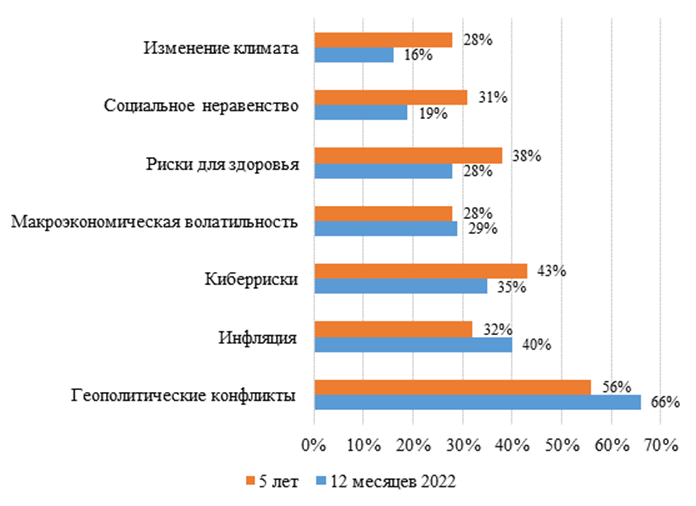 Изменение климата
28%
16%
Социальное неравенство
31%
19%
Риски для здоровья
38%
28%
Макроэкономическая волатильность
28%
29%
Киберриски
43%
35%
Инфляция
32%
40%
Геополитические конфликты
56%
66%
0% 10% 20% 30% 40% 50% 60% 70%
5 лет 12 месяцев 2022